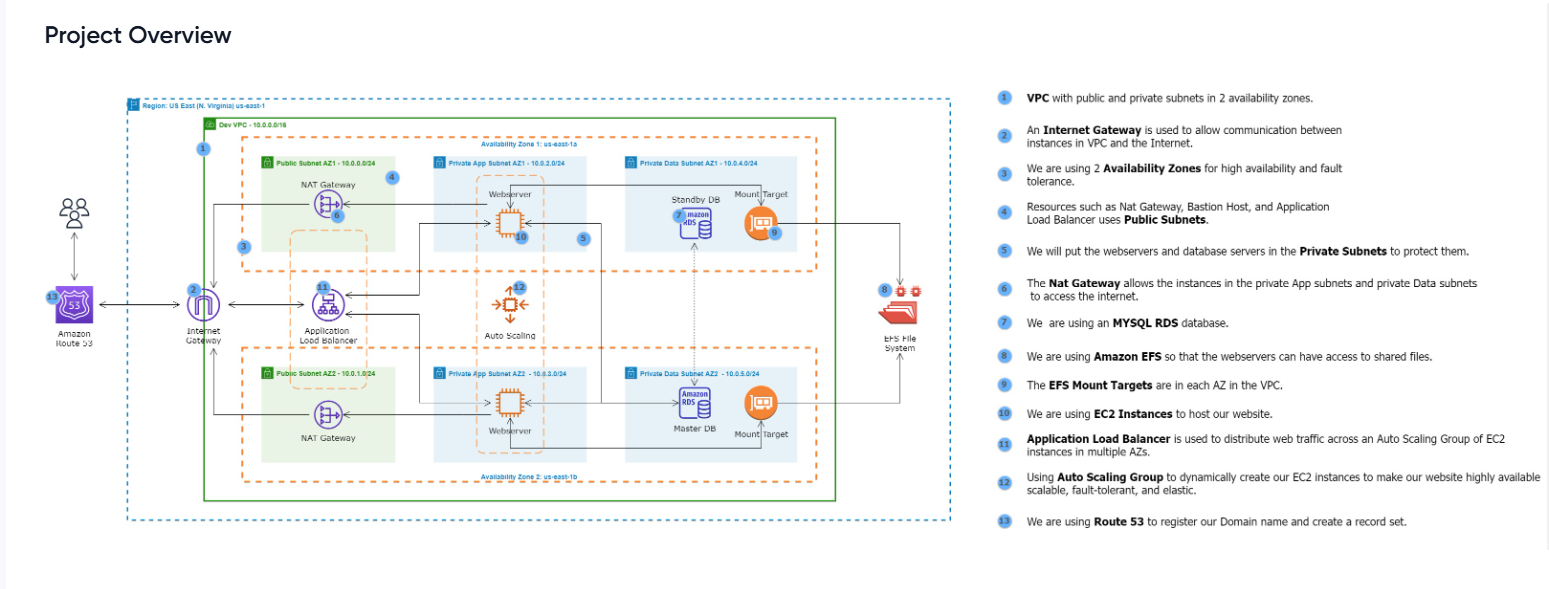 Project Overview
Region: US East (N. Virginia) us-east-1
Dev VPC - 10.0.0.0/16
1
Availability Zone 1: us-east-1a
Public Subnet AZ1 - 10.0.0.0/24
Private App Subnet AZ1 - 10.0.2.0/24
Private Data Subnet AZ1 - 10.0.4.0/24
NAT Gateway
4
6
Webserver
10
5
Standby DB
7
Amazon
RDS
Mount Target
9
3
13
53
Amazon
Route 53
2
Internet
Gateway
11
Application
Load Balancer
12
Auto Scaling
8
EFS File
System
Public Subnet AZ2 - 10.0.1.0/24
Private App Subnet AZ2 - 10.0.3.0/24
Private Data Subnet AZ2 - 10.0.5.0/24
NAT Gateway
Webserver
Amazon
RDS
Master DB
Mount Target
Availability Zone 2: us-east-1b
1 VPC with public and private subnets in 2 availability zones.
2 An Internet Gateway is used to allow communication between
instances in VPC and the Internet.
3 We are using 2 Availability Zones for high availability and fault
tolerance.
4 Resources such as Nat Gateway, Bastion Host, and Application
Load Balancer uses Public Subnets.
5 We will put the webservers and database servers in the Private Subnets to protect them.
6 The Nat Gateway allows the instances in the private App subnets and private Data subnets
to access the internet.
7 We are using an MYSQL RDS database.
8 We are using Amazon EFS so that the webservers can have access to shared files.
9 The EFS Mount Targets are in each AZ in the VPC.
10 We are using EC2 Instances to host our website.
11 Application Load Balancer is used to distribute web traffic across an Auto Scaling Group of EC2
instances in multiple AZs.
12 Using Auto Scaling Group to dynamically create our EC2 instances to make our website highly available
scalable, fault-tolerant, and elastic.
13 We are using Route 53 to register our Domain name and create a record set.